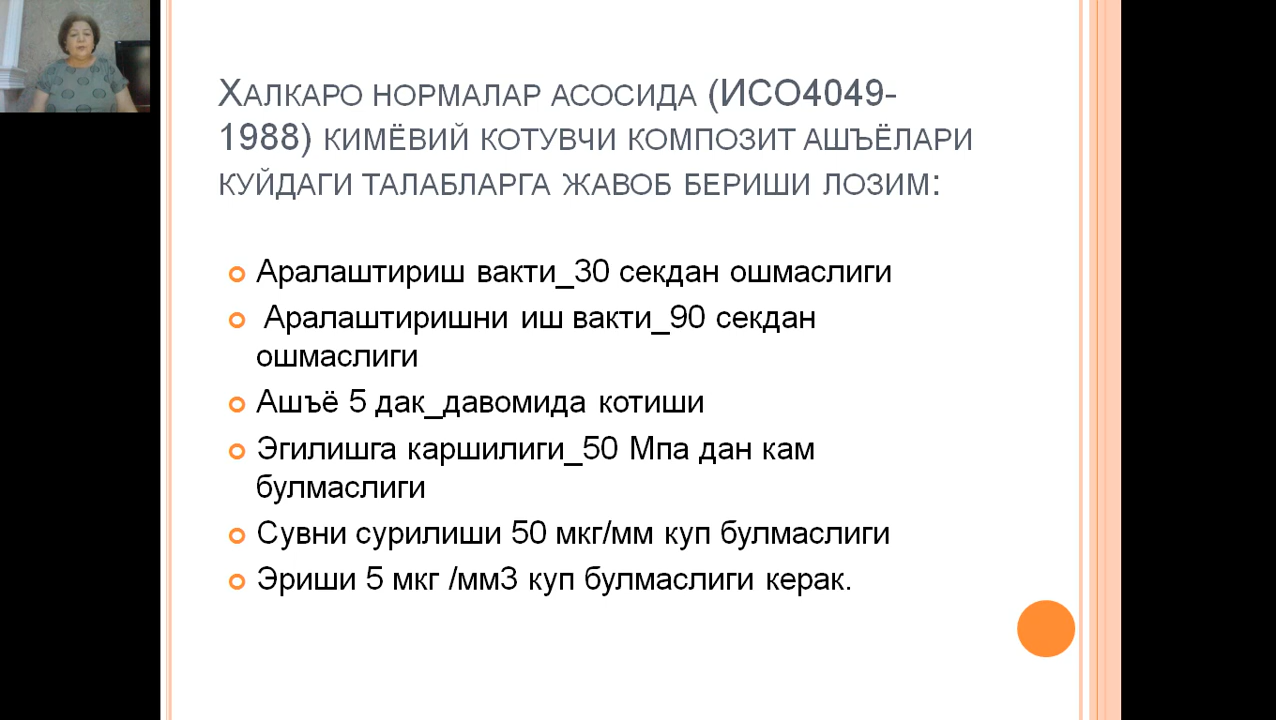 Халкаро нормалар асосида (ИСО4049-
1988) кимёвий котувчи композит ашъёлари
куйдаги талабларга жавоб бериши лозим:
Аралаштириш вакти_30 секдан ошмаслиги
Аралаштиришни иш вакти_90 секдан
ошмаслиги
Ашъё 5 дак_давомида котиши
Эгилишга каршилиги_50 Мпа дан кам
булмаслиги
Сувни сурилиши 50 мкг/мм куп булмаслиги
Эриши 5 мкг /мм3 куп булмаслиги керак.